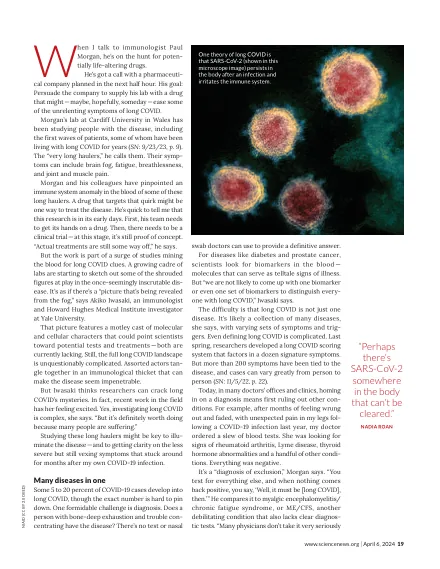 When I talk to immunologist Paul
Morgan, he's on the hunt for poten-
tially life-altering drugs.
He's got a call with a pharmaceuti-
cal company planned in the next half hour. His goal:
Persuade the company to supply his lab with a drug
that might — maybe, hopefully, someday — ease some
of the unrelenting symptoms of long COVID.
Morgan's lab at Cardiff University in Wales has
been studying people with the disease, including
the first waves of patients, some of whom have been
living with long COVID for years (SN: 9/23/23, p. 9).
The "very long haulers," he calls them. Their symp-
toms can include brain fog, fatigue, breathlessness,
and joint and muscle pain.
Morgan and his colleagues have pinpointed an
immune system anomaly in the blood of some of these
long haulers. A drug that targets that quirk might be
one way to treat the disease. He's quick to tell me that
this research is in its early days. First, his team needs
to get its hands on a drug. Then, there needs to be a
clinical trial — at this stage, it's still proof of concept.
"Actual treatments are still some way off," he says.
But the work is part of a surge of studies mining
the blood for long COVID clues. A growing cadre of
labs are starting to sketch out some of the shrouded
figures at play in the once-seemingly inscrutable dis-
ease. It's as if there's a "picture that's being revealed
from the fog," says Akiko Iwasaki, an immunologist
and Howard Hughes Medical Institute investigator
at Yale University.
That picture features a motley cast of molecular
and cellular characters that could point scientists
toward potential tests and treatments — both are
currently lacking. Still, the full long COVID landscape
is unquestionably complicated. Assorted actors tan-
gle together in an immunological thicket that can
make the disease seem impenetrable.
But Iwasaki thinks researchers can crack long
COVID's mysteries. In fact, recent work in the field
has her feeling excited. Yes, investigating long COVID
is complex, she says. "But it's definitely worth doing
because many people are suffering."
Studying these long haulers might be key to illu-
minate the disease — and to getting clarity on the less
severe but still vexing symptoms that stuck around
for months after my own COVID-19 infection.
Many diseases in one
Some 5 to 20 percent of COVID-19 cases develop into
long COVID, though the exact number is hard to pin
down. One formidable challenge is diagnosis. Does a
person with bone-deep exhaustion and trouble con-
centrating have the disease? There's no text or nasal
One theory of long COVID is
that SARS-CoV-2 (shown in this
microscope image) persists in
the body after an infection and
irritates the immune system.
swab doctors can use to provide a definitive answer.
For diseases like diabetes and prostate cancer,
scientists look for biomarkers in the blood —
molecules that can serve as telltale signs of illness.
But "we are not likely to come up with one biomarker
or even one set of biomarkers to distinguish every-
one with long COVID," Iwasaki says.
The difficulty is that long COVID is not just one
disease. It's likely a collection of many diseases,
she says, with varying sets of symptoms and trig-
gers. Even defining long COVID is complicated. Last
spring, researchers developed a long COVID scoring
system that factors in a dozen signature symptoms.
But more than 200 symptoms have been tied to the
disease, and cases can vary greatly from person to
person (SN: 11/5/22, p. 22).
Today, in many doctors' offices and clinics, homing
in on a diagnosis means first ruling out other condi-
tions. For example, after months of feeling wrung
out and faded, with unexpected pain in my legs
following a COVID-19 infection last year, my doctor
ordered a slew of blood tests. She was looking for
signs of rheumatoid arthritis, Lyme disease, thyroid
hormone abnormalities and a handful of other condi-
tions. Everything was negative.
It's a "diagnosis of exclusion," Morgan says. "You
test for everything else, and when nothing comes
back positive, you say, 'Well, it must be [long COVID],
then.'" He compares it to myalgic encephalomyelitis/
chronic fatigue syndrome, or ME/CFS, another
debilitating condition that also lacks clear diagnos-
tic tests. "Many physicians don't take it very seriously
"Perhaps
there's
SARS-CoV-2
somewhere
in the body
that can't be
cleared."
NADIA ROAN
www.sciencenews.org | April 6, 2024 19